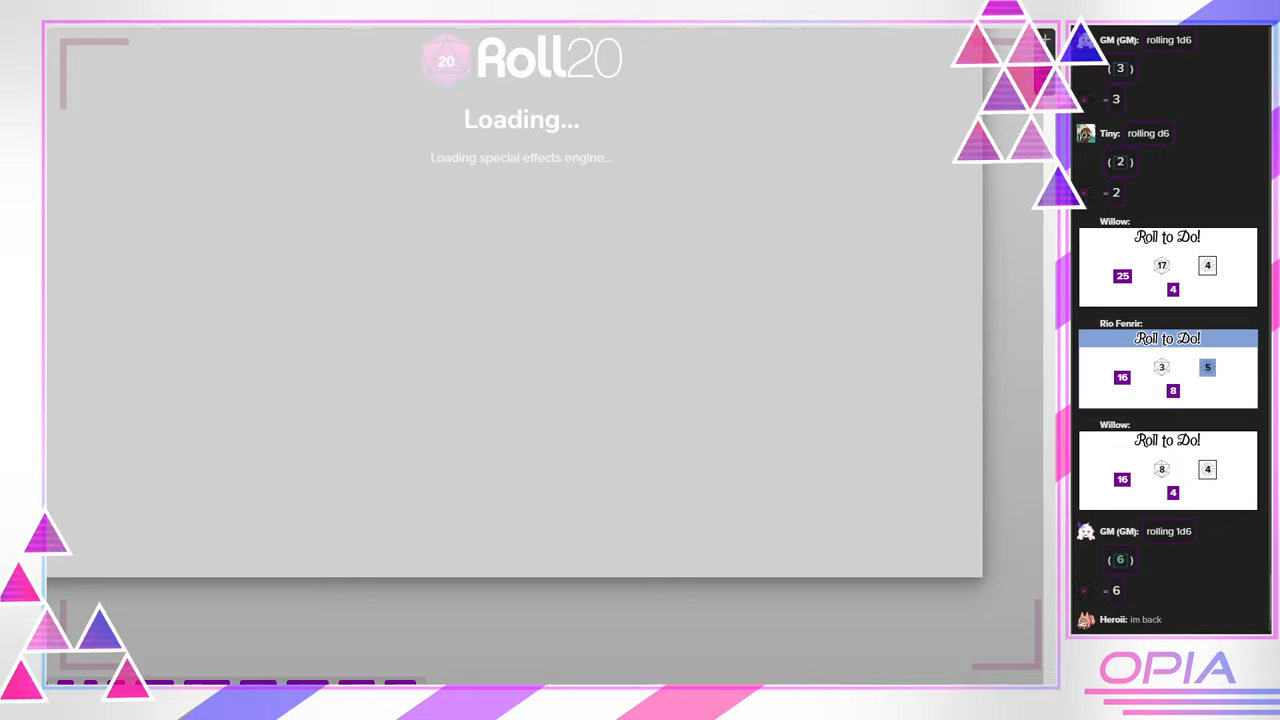 20
Roll20
Loading...
Loading special effects engine...
GM (GM): rolling 1d6
(3)
= 3
Tiny: rolling d6
(2)
= 2
Willow:
Roll to Do!
25 17 4
4
Rio Fenrir:
Roll to Do!
16 3 5
8
Willow:
Roll to Do!
16 8 4
4
GM (GM): rolling 1d6
(6)
= 6
Heroii: im back
OPIA